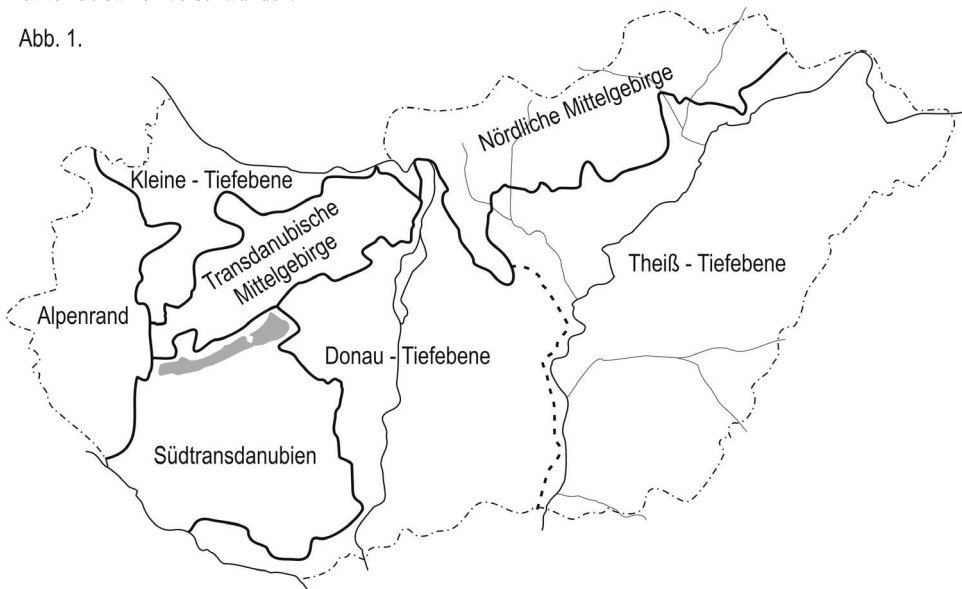 Abb. 1.
Nördliche Mittelgebirge
Kleine - Tiefebene
Transdanubische
Mittelgebirge
Theiß - Tiefebene
Alpenrand
Donau - Tiefebene
Südtransdanubien